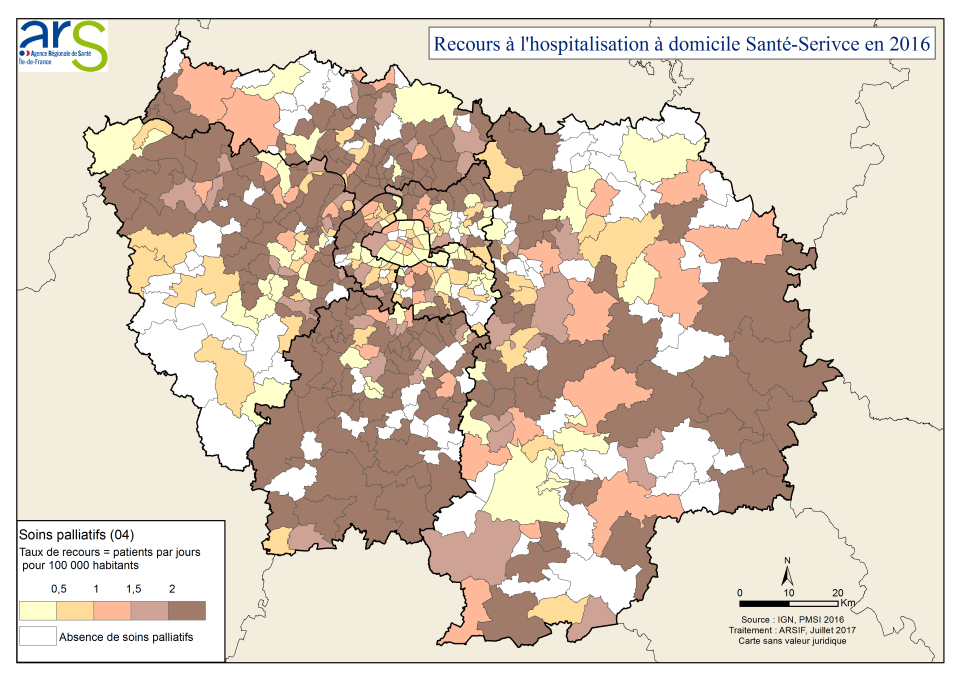 ars
Agence Régionale de Santé
Île-de-France
Recours à l'hospitalisation à domicile Santé-Serivce en 2016
Soins palliatifs (04)
Taux de recours = patients par jours
pour 100 000 habitants
0,5 1 1,5 2
Absence de soins palliatifs
N
0 10 20
Km
Source : IGN, PMSI 2016
Traitement : ARSIF, Juillet 2017
Carte sans valeur juridique